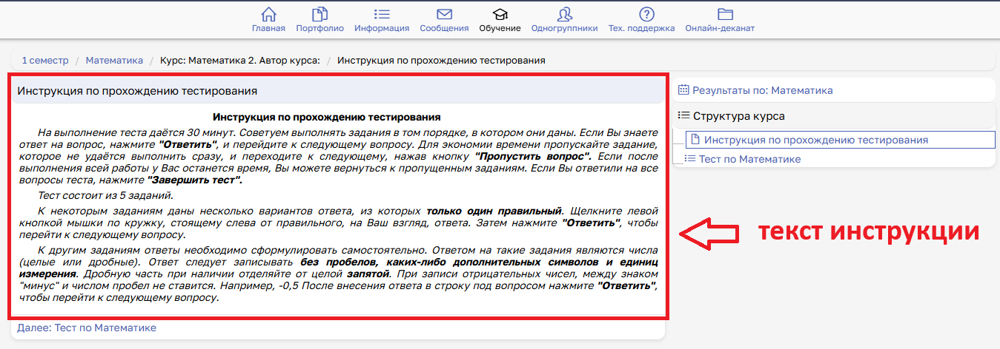 Главная Портфолио Информация Сообщения Обучение Одногруппники Тех. поддержка Онлайн-деканат
1 семестр / Математика / Курс: Математика 2. Автор курса: / Инструкция по прохождению тестирования
Инструкция по прохождению тестирования
Инструкция по прохождению тестирования
На выполнение теста даётся 30 минут. Советуем выполнять задания в том порядке, в котором они даны. Если Вы знаете
ответ на вопрос, нажмите "Ответить", и перейдите к следующему вопросу. Для экономии времени пропускайте задание,
которое не удаётся выполнить сразу, и переходите к следующему, нажав кнопку "Пропустить вопрос". Если после
выполнения всей работы у Вас останется время, Вы можете вернуться к пропущенным заданиям. Если Вы ответили на все
вопросы теста, нажмите "Завершить тест".
Тест состоит из 5 заданий.
К некоторым заданиям даны несколько вариантов ответа, из которых только один правильный. Щелкните левой
кнопкой мышки по кружку, стоящему слева от правильного, на Ваш взгляд, ответа. Затем нажмите "Ответить", чтобы
перейти к следующему вопросу.
К другим заданиям ответы необходимо сформулировать самостоятельно. Ответом на такие задания являются числа
(целые или дробные). Ответ следует записывать без пробелов, каких-либо дополнительных символов и единиц
измерения. Дробную часть при наличии отделяйте от целой запятой. При записи отрицательных чисел, между знаком
"минус" и числом пробел не ставится. Например, -0,5 После внесения ответа в строку под вопросом нажмите "Ответить",
чтобы перейти к следующему вопросу.
Далее: Тест по Математике
Результаты по: Математика
Структура курса
Инструкция по прохождению тестирования
Тест по Математике
текст инструкции